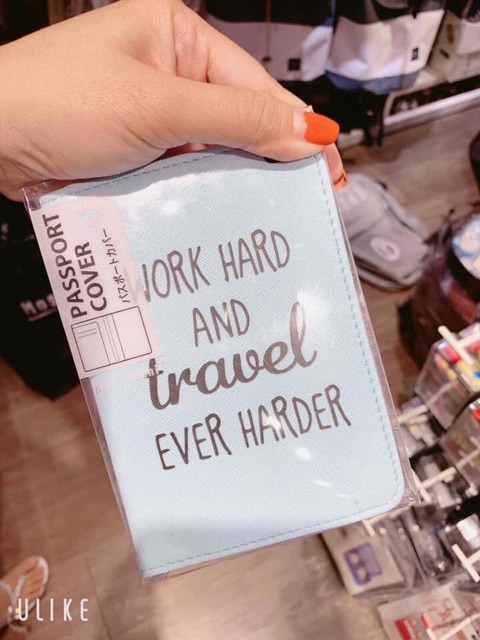 PASSPORT
COVER
パスポートカバー
WORK HARD
AND
travel
EVER HARDER
ULIKE